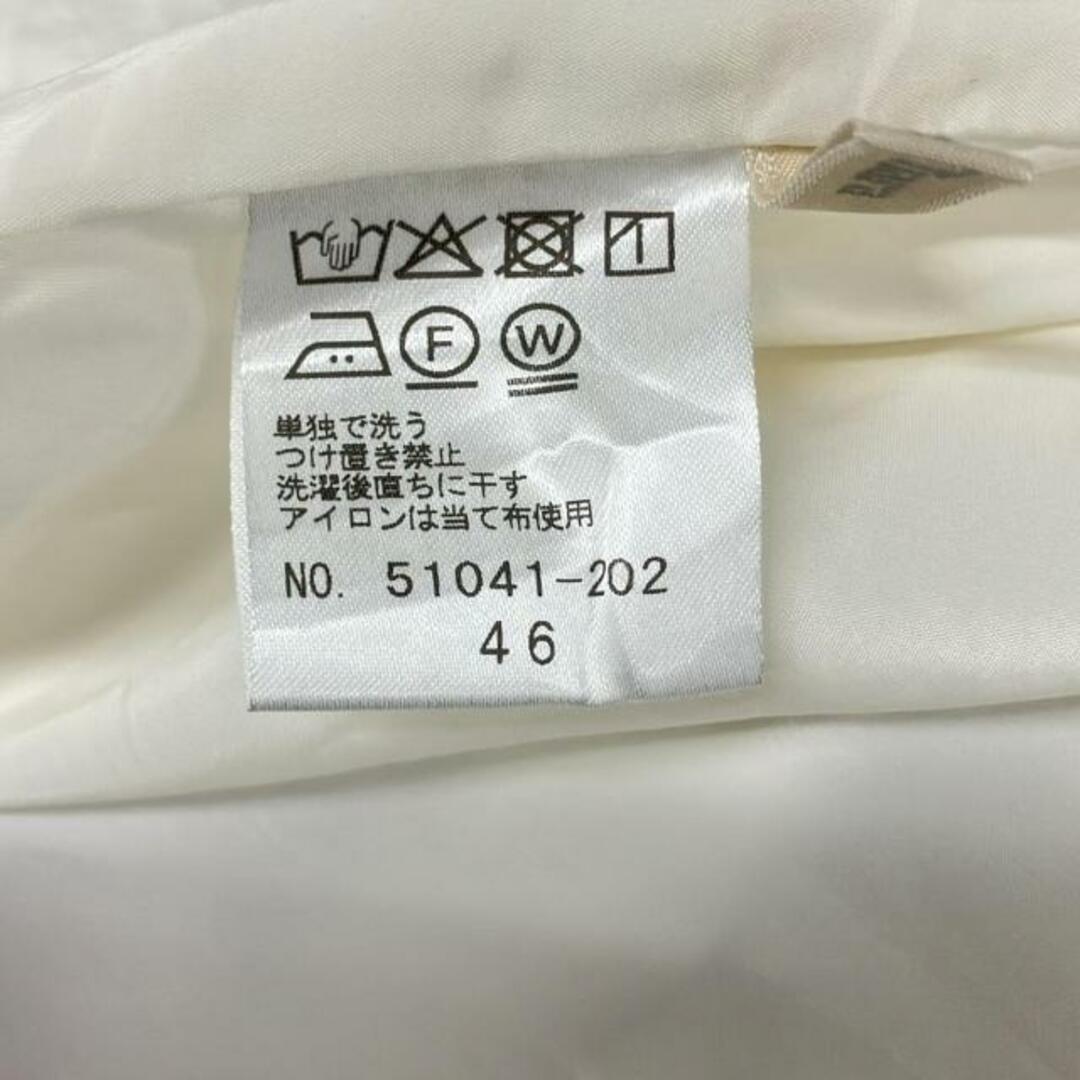 F W
単独で洗う
つけ置き禁止
洗濯後直ちに干す
アイロンは当て布使用
NO. 51041-202
46